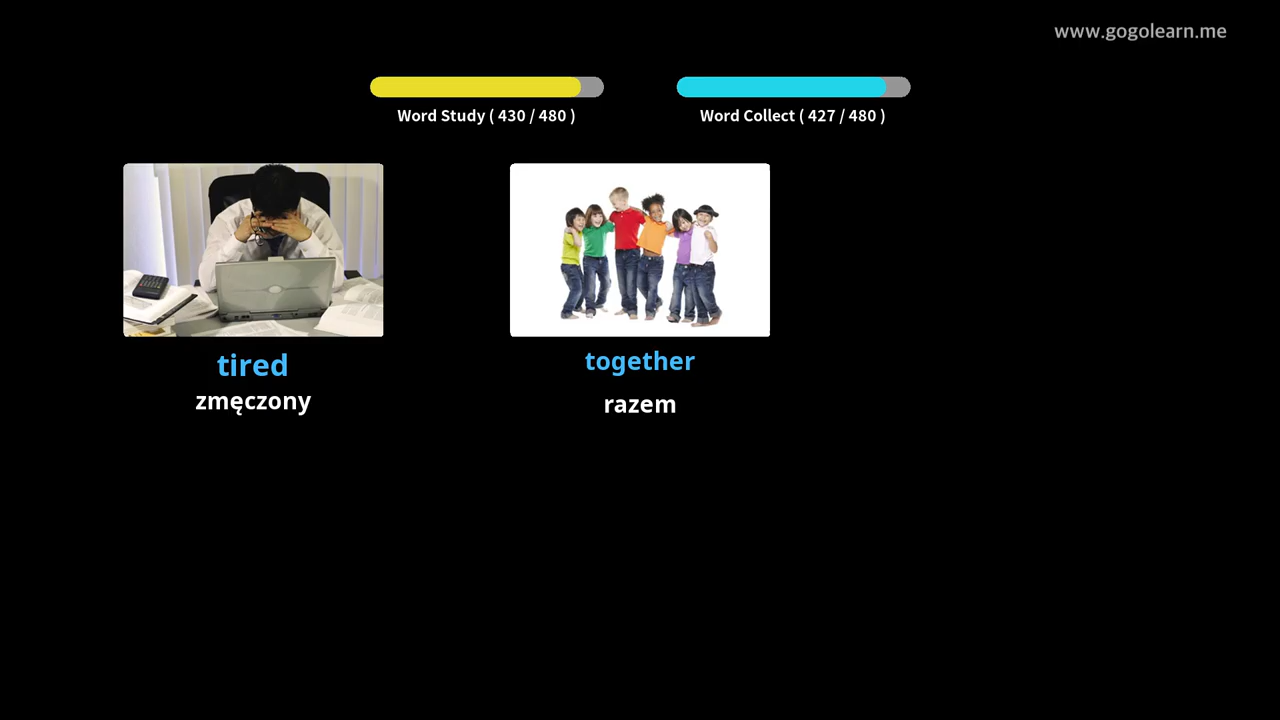 www.gogolearn.me
Word Study ( 430 / 480 )
Word Collect ( 427 / 480 )
tired
zmęczony
together
razem